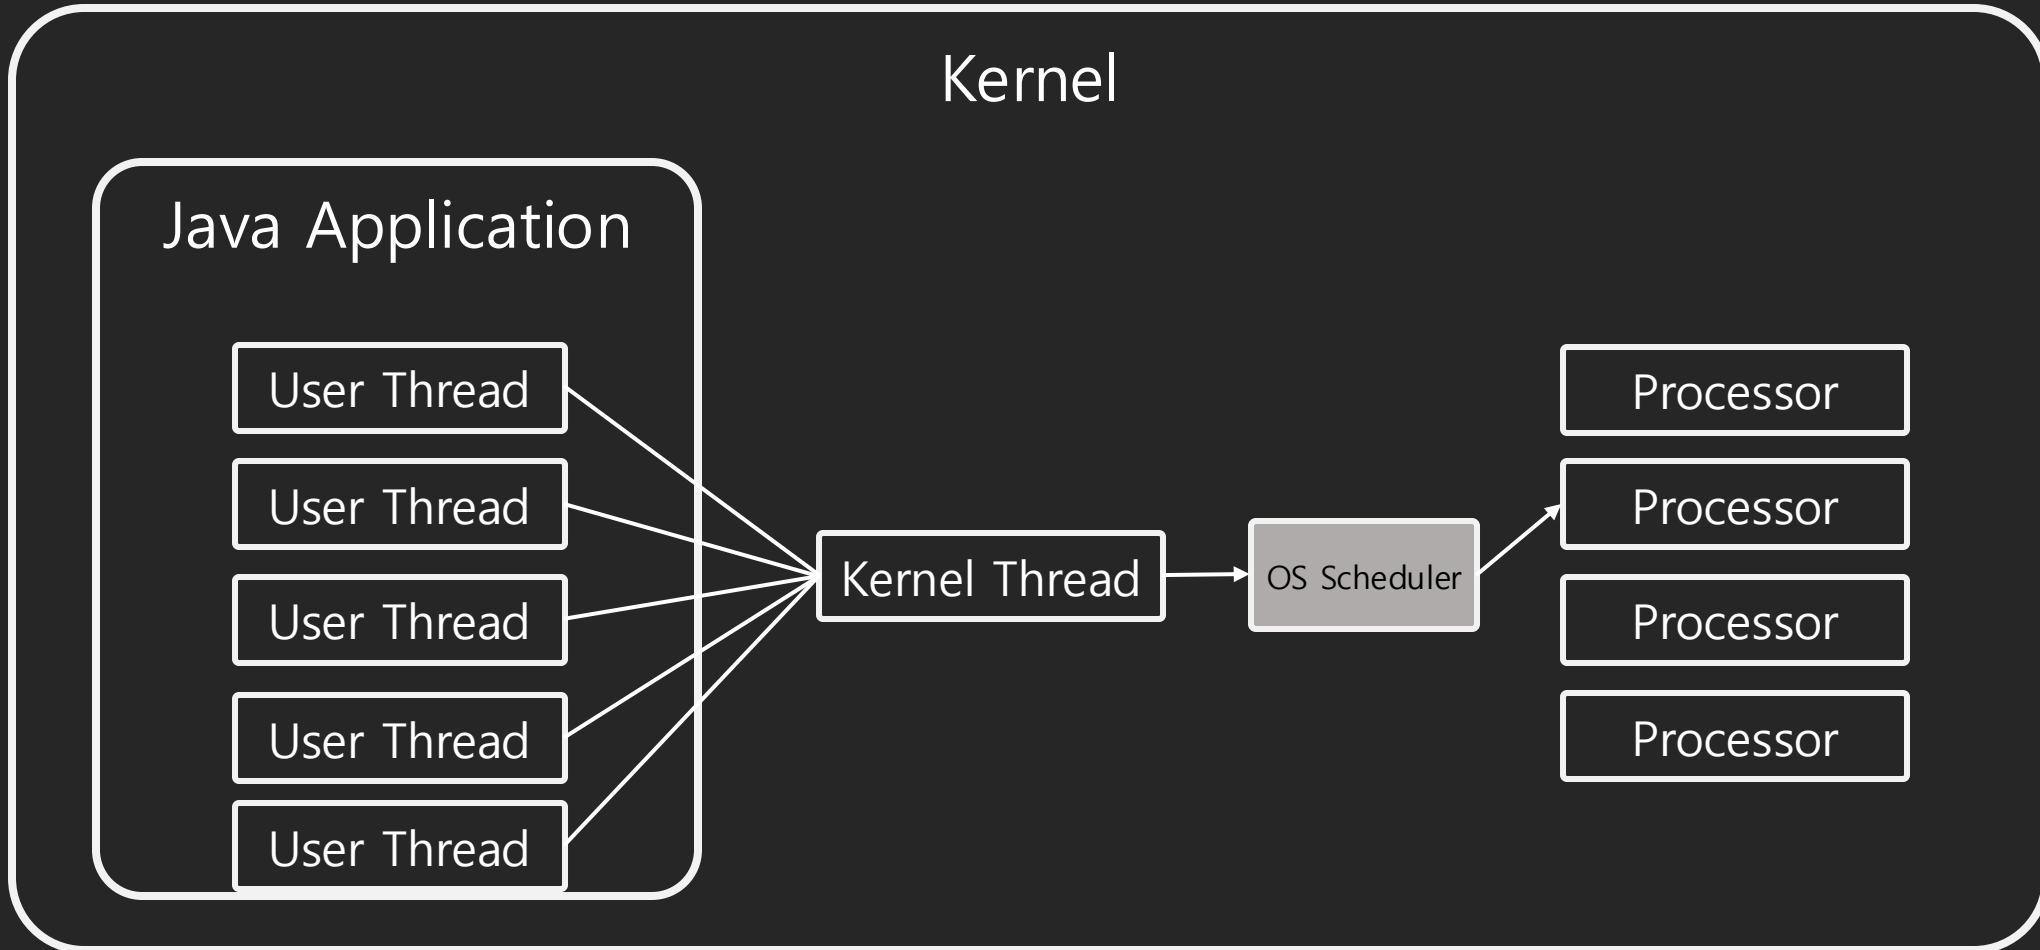 Kernel
Java Application
User Thread
User Thread
User Thread
User Thread
User Thread
Kernel Thread
OS Scheduler
Processor
Processor
Processor
Processor